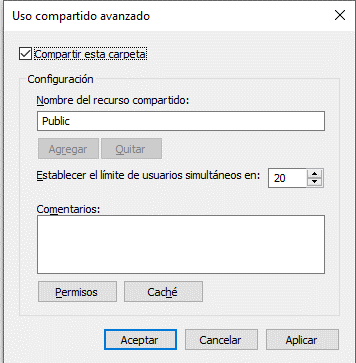 Uso compartido avanzado
Compartir esta carpeta
Configuración
Nombre del recurso compartido:
Public
Agregar Quitar
Establecer el límite de usuarios simultáneos en: 20
Comentarios:
Permisos Caché
Aceptar Cancelar Aplicar